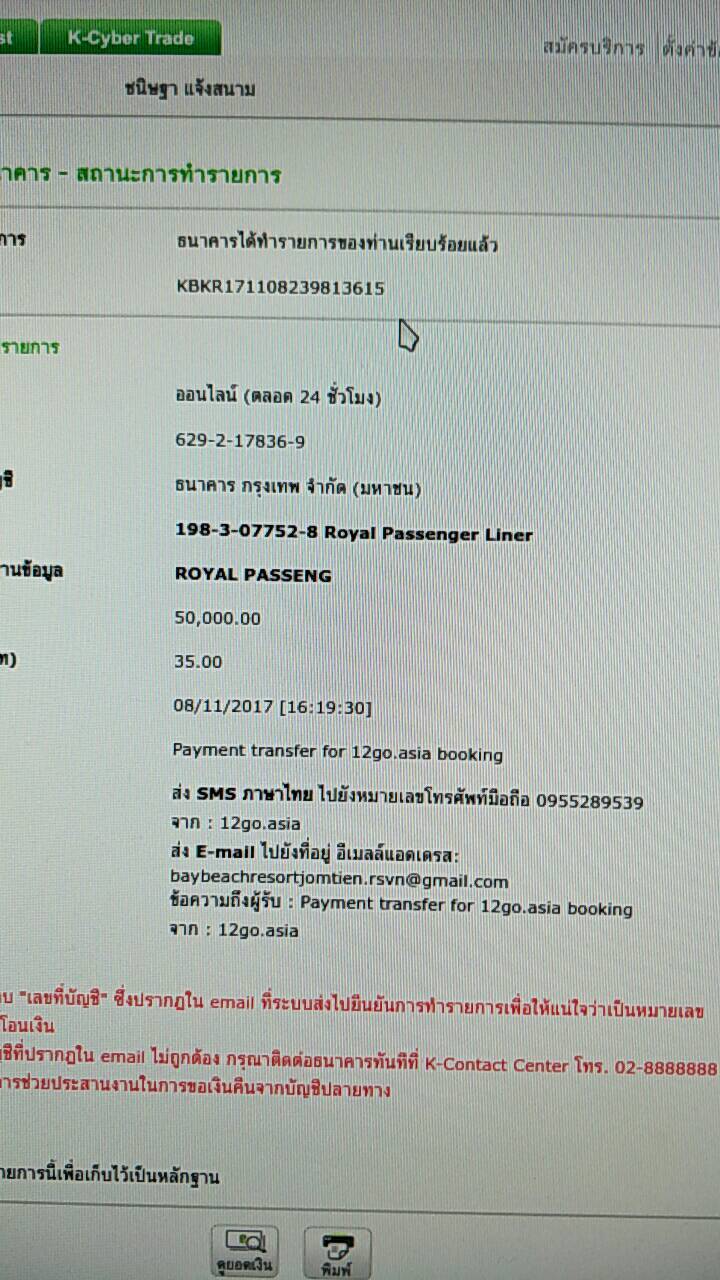 st K-Cyber Trade
สมัครบริการ
ชนิษฐา แจ้งสนาม
าคาร - สถานะการทำรายการ
การ ธนาคารได้ทำรายการของท่านเรียบร้อยแล้ว
KBKR171108239813615
รายการ
ออนไลน์ (ตลอด 24 ชั่วโมง)
629-2-17836-9
ธนาคาร กรุงเทพ จำกัด (มหาชน)
198-3-07752-8 Royal Passenger Liner
านข้อมูล ROYAL PASSENG
50,000.00
35.00
08/11/2017 [16:19:30]
Payment transfer for 12go.asia booking
ส่ง SMS ภาษาไทย ไปยังหมายเลขโทรศัพท์มือถือ 0955289539
จาก : 12go.asia
ส่ง E-mail ไปยังที่อยู่ อีเมลล์แอดเดรส:
baybeachresortjomtien.rsvn@gmail.com
ข้อความถึงผู้รับ : Payment transfer for 12go.asia booking
จาก : 12go.asia
"เลขที่บัญชี" ซึ่งปรากฏใน email ที่ระบบส่งไปยืนยันการทำรายการเพื่อให้แน่ใจว่าเป็นหมายเลข
โอนเงิน
ชีที่ปรากฏใน email ไม่ถูกต้อง กรุณาติดต่อธนาคารทันทีที่ K-Contact Center โทร. 02-8888888
การช่วยประสานงานในการขอเงินคืนจากบัญชีปลายทาง
ายการนี้เพื่อเก็บไว้เป็นหลักฐาน
ดูยอดเงิน พิมพ์